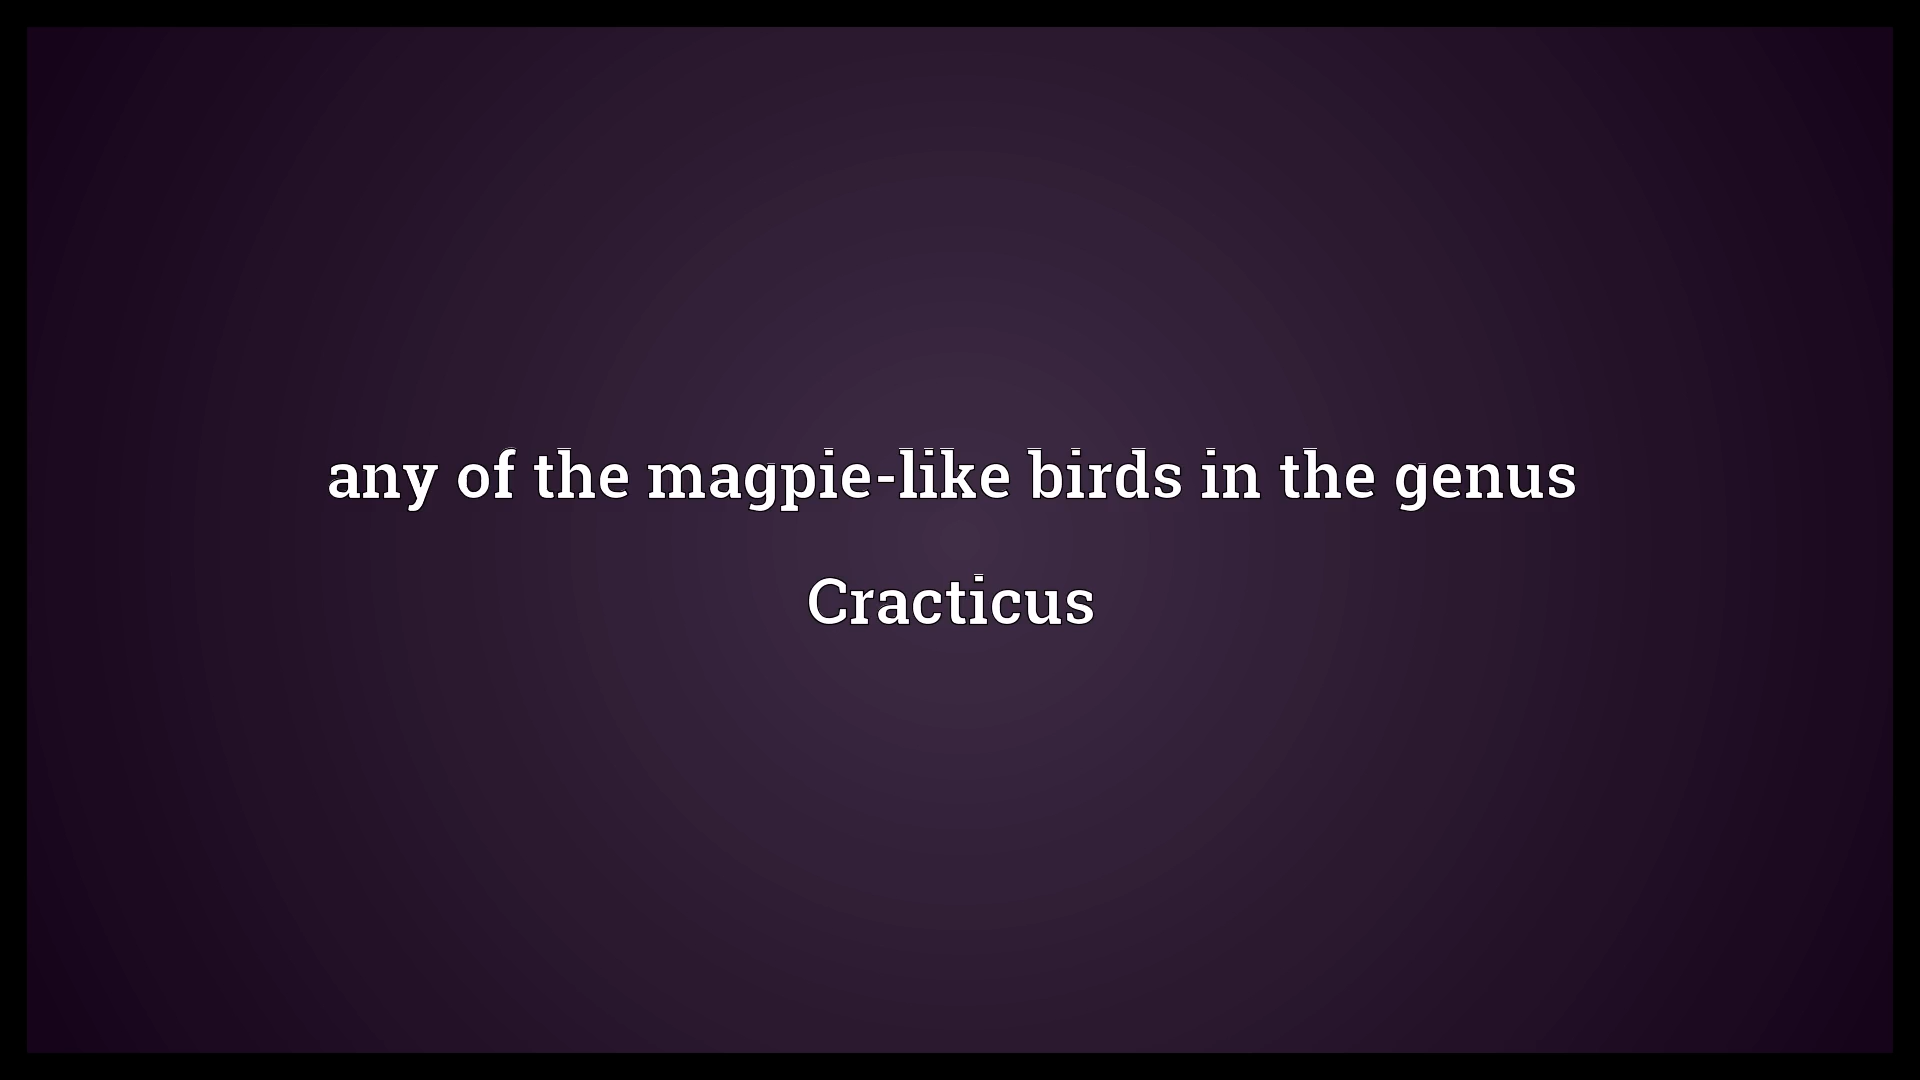 any of the magpie-like birds in the genus
Cracticus